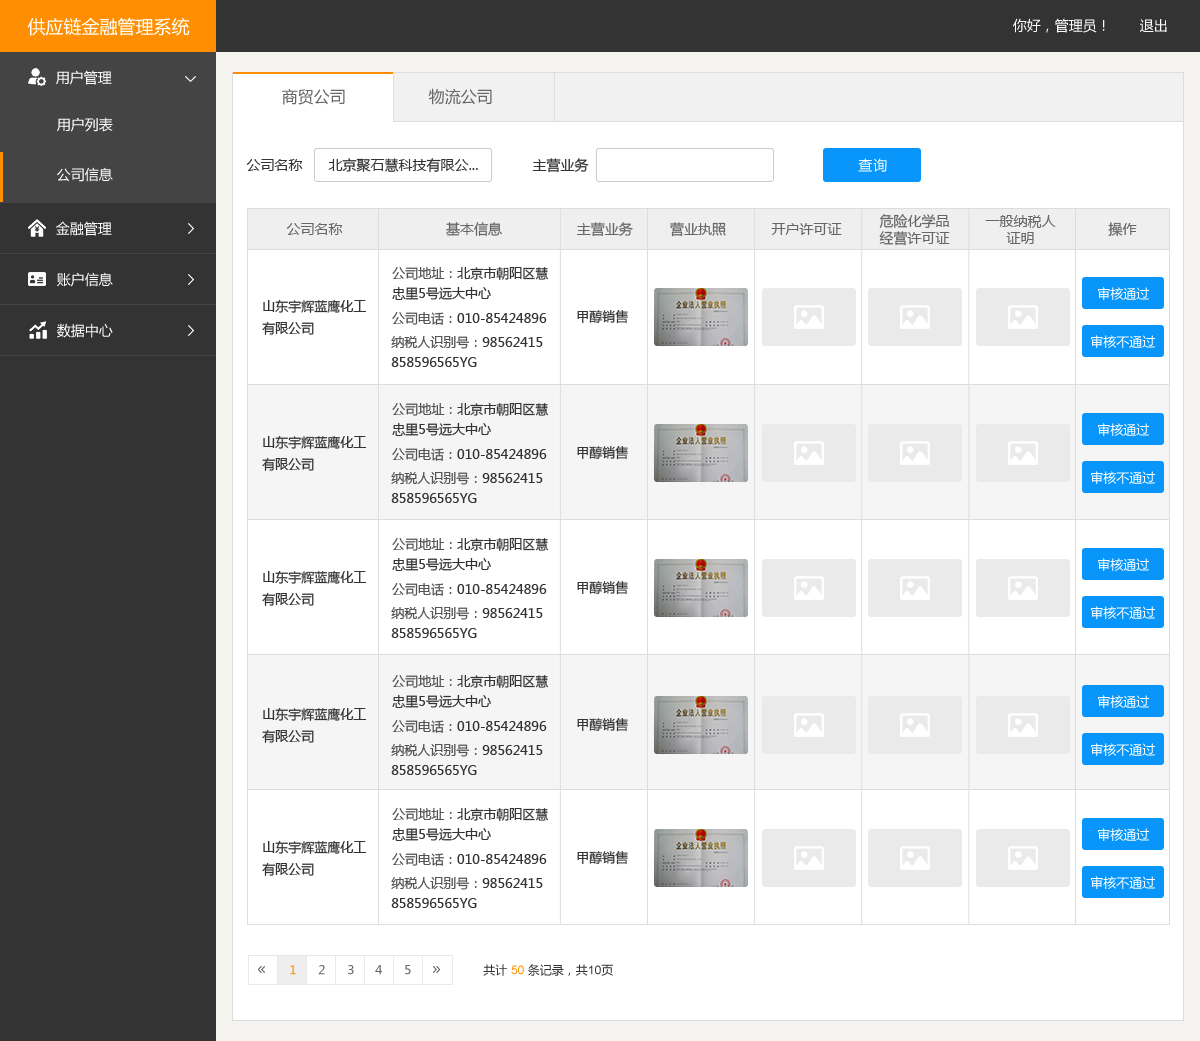 供应链金融管理系统
你好，管理员！ 退出
用户管理
用户列表
公司信息
金融管理
账户信息
数据中心
商贸公司 物流公司
公司名称 北京聚石慧科技有限公... 主营业务 查询
公司名称 基本信息 主营业务 营业执照 开户许可证 危险化学品 一般纳税人 操作
经营许可证 证明
公司地址：北京市朝阳区慧
忠里5号远大中心
公司电话：010-85424896
纳税人识别号：98562415
858596565YG
山东宇辉蓝鹰化工
有限公司
甲醇销售
企业法人营业执照
审核通过
审核不通过
公司地址：北京市朝阳区慧
忠里5号远大中心
公司电话：010-85424896
纳税人识别号：98562415
858596565YG
山东宇辉蓝鹰化工
有限公司
甲醇销售
企业法人营业执照
审核通过
审核不通过
公司地址：北京市朝阳区慧
忠里5号远大中心
公司电话：010-85424896
纳税人识别号：98562415
858596565YG
山东宇辉蓝鹰化工
有限公司
甲醇销售
企业法人营业执照
审核通过
审核不通过
公司地址：北京市朝阳区慧
忠里5号远大中心
公司电话：010-85424896
纳税人识别号：98562415
858596565YG
山东宇辉蓝鹰化工
有限公司
甲醇销售
企业法人营业执照
审核通过
审核不通过
公司地址：北京市朝阳区慧
忠里5号远大中心
公司电话：010-85424896
纳税人识别号：98562415
858596565YG
山东宇辉蓝鹰化工
有限公司
甲醇销售
企业法人营业执照
审核通过
审核不通过
« 1 2 3 4 5 » 共计 50 条记录，共10页